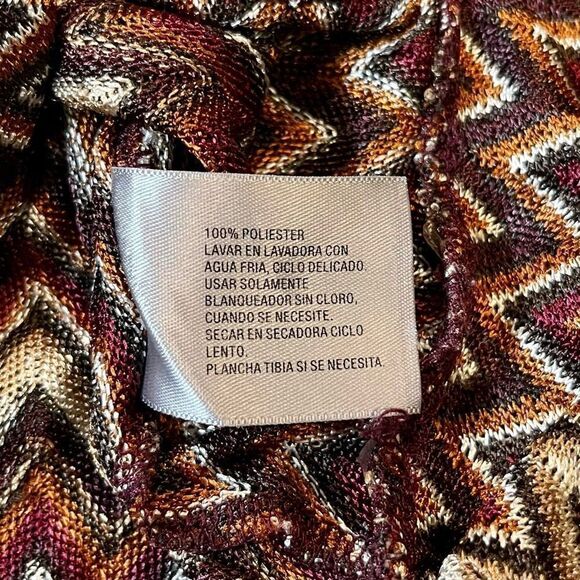 100% POLIESTER
LAVAR EN LAVADORA CON
AGUA FRIA, CICLO DELICADO.
USAR SOLAMENTE
BLANQUEADOR SIN CLORO,
CUANDO SE NECESITE.
SECAR EN SECADORA CICLO
LENTO.
PLANCHA TIBIA SI SE NECESITA.